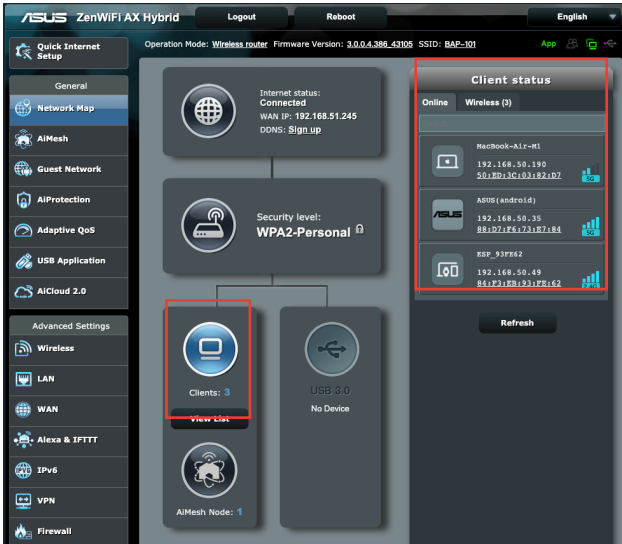 ASUS ZenWiFi AX Hybrid Logout Reboot English
Quick Internet
Setup
Operation Mode: Wireless router Firmware Version: 3.0.0.4.386_43105 SSID: BAP-101 App
General
Network Map
AiMesh
Guest Network
AiProtection
Adaptive QoS
USB Application
AiCloud 2.0
Advanced Settings
Wireless
LAN
WAN
Alexa & IFTTT
IPv6
VPN
Firewall
Internet status:
Connected
WAN IP: 192.168.51.245
DDNS: Sign up
Security level:
WPA2-Personal
Clients: 3
View List
AiMesh Node: 1
USB 3.0
No Device
Client status
Online Wireless (3)
MacBook-Air-M1
192.168.50.190
50:ED:3C:03:82:D7
5G
ASUS
ASUS(android)
192.168.50.35
88:D7:F6:73:E7:84
5G
ESP_93FE62
192.168.50.49
84:F3:EB:93:FE:62
2.4G
Refresh